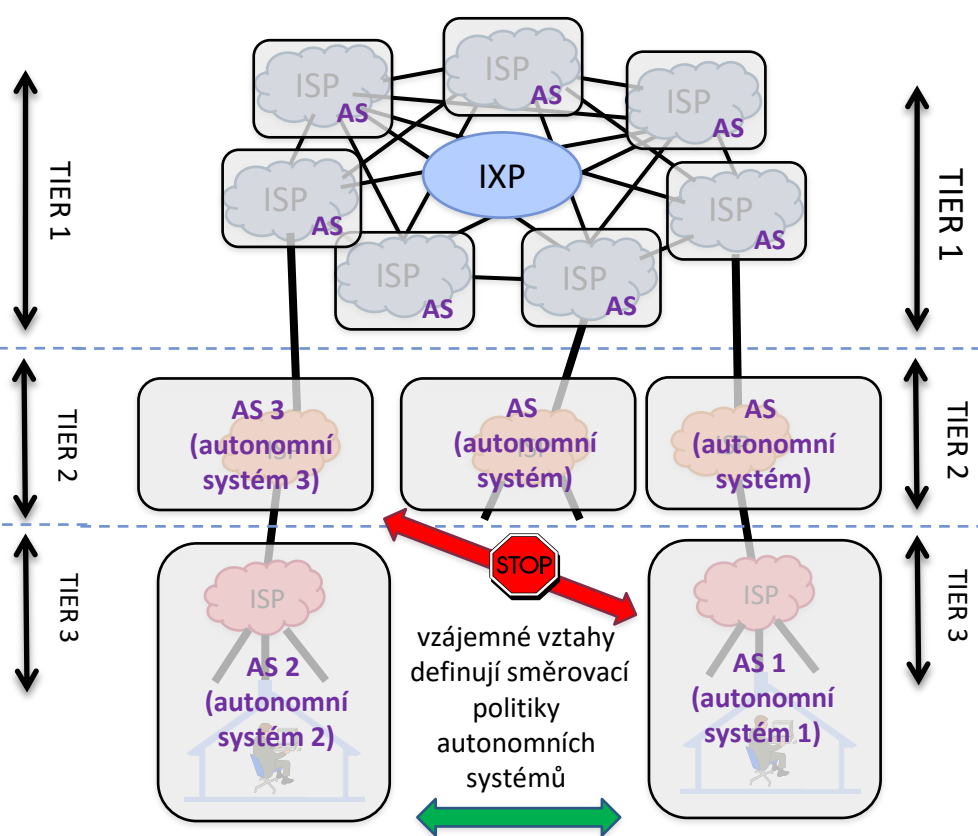 ISP
AS
ISP
AS
ISP
AS
ISP
AS
IXP
ISP
AS
ISP
AS
ISP
AS
TIER 1
TIER 1
AS 3
(autonomní
systém 3)
ISP
AS
(autonomní
systém)
ISP
AS
(autonomní
systém)
ISP
TIER 2
TIER 2
STOP
ISP
AS 2
(autonomní
systém 2)
vzájemné vztahy
definují směrovací
politiky
autonomních
systémů
ISP
AS 1
(autonomní
systém 1)
TIER 3
TIER 3